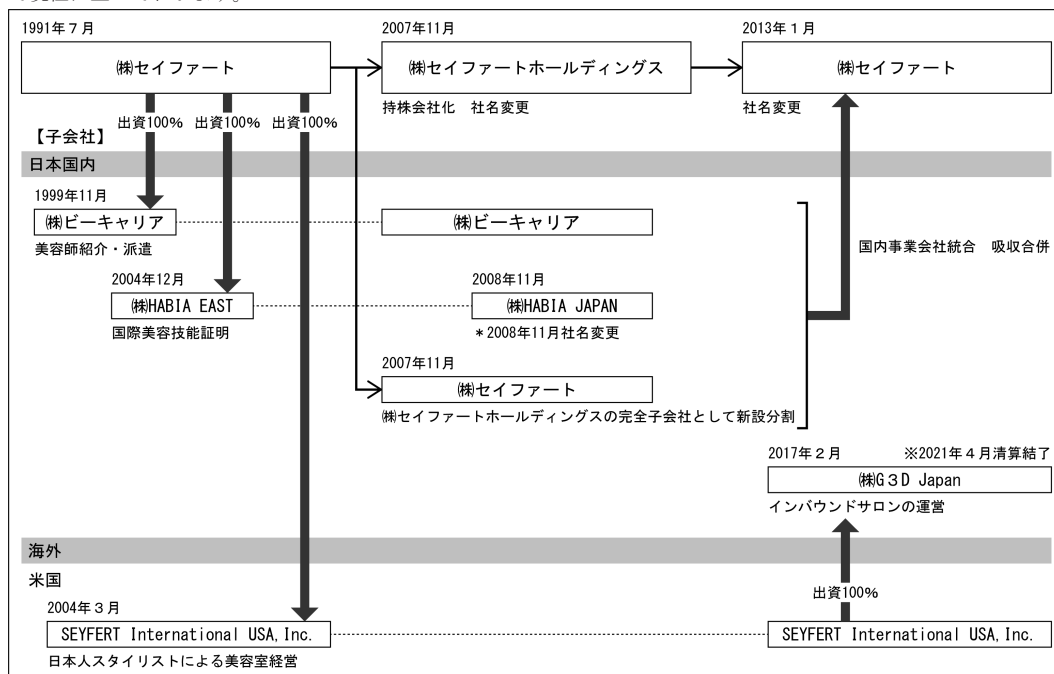 1991年7月
2007年11月
2013年1月
㈱セイファート
㈱セイファートホールディングス
㈱セイファート
持株会社化 社名変更
社名変更
出資100%
出資100%
出資100%
【子会社】
日本国内
1999年11月
㈱ビーキャリア
㈱ビーキャリア
美容師紹介・派遣
国内事業会社統合 吸収合併
2004年12月
2008年11月
㈱HABIA EAST
㈱HABIA JAPAN
国際美容技能証明
*2008年11月社名変更
2007年11月
㈱セイファート
㈱セイファートホールディングスの完全子会社として新設分割
2017年2月
※2021年4月清算結了
㈱G3D Japan
インバウンドサロンの運営
海外
米国
出資100%
2004年3月
SEYFERT International USA, Inc.
SEYFERT International USA, Inc.
日本人スタイリストによる美容室経営